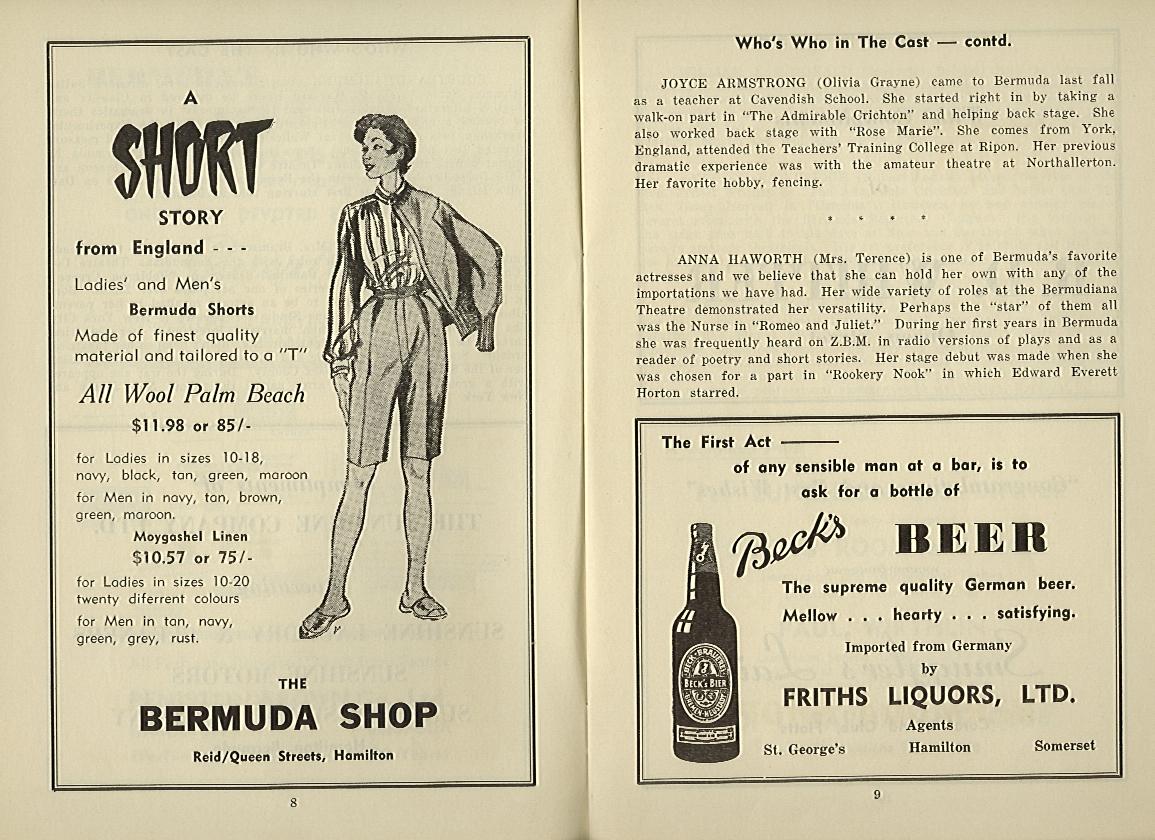 A
SHORT
STORY
from England - - -
Ladies' and Men's
Bermuda Shorts
Made of finest quality
material and tailored to a "T"
All Wool Palm Beach
$11.98 or 85/-
for Ladies in sizes 10-18,
navy, black, tan, green, maroon
for Men in navy, tan, brown,
green, maroon.
Moygashel Linen
$10.57 or 75/-
for Ladies in sizes 10-20
twenty diferrent colours
for Men in tan, navy,
green, grey, rust.
THE
BERMUDA SHOP
Reid/Queen Streets, Hamilton
8
Who's Who in The Cast — contd.
JOYCE ARMSTRONG (Olivia Grayne) came to Bermuda last fall
as a teacher at Cavendish School. She started right in by taking a
walk-on part in "The Admirable Crichton" and helping back stage. She
also worked back stage with "Rose Marie". She comes from York,
England, attended the Teachers' Training College at Ripon. Her previous
dramatic experience was with the amateur theatre at Northallerton.
Her favorite hobby, fencing.
* * * *
ANNA HAWORTH (Mrs. Terence) is one of Bermuda's favorite
actresses and we believe that she can hold her own with any of the
importations we have had. Her wide variety of roles at the Bermudiana
Theatre demonstrated her versatility. Perhaps the "star" of them all
was the Nurse in "Romeo and Juliet." During her first years in Bermuda
she was frequently heard on Z.B.M. in radio versions of plays and as a
reader of poetry and short stories. Her stage debut was made when she
was chosen for a part in "Rookery Nook" in which Edward Everett
Horton starred.
The First Act ———
of any sensible man at a bar, is to
ask for a bottle of
Beck's BEER
The supreme quality German beer.
Mellow . . . hearty . . . satisfying.
Imported from Germany
by
FRITHS LIQUORS, LTD.
Agents
St. George's Hamilton Somerset
BECK'S BIER
9